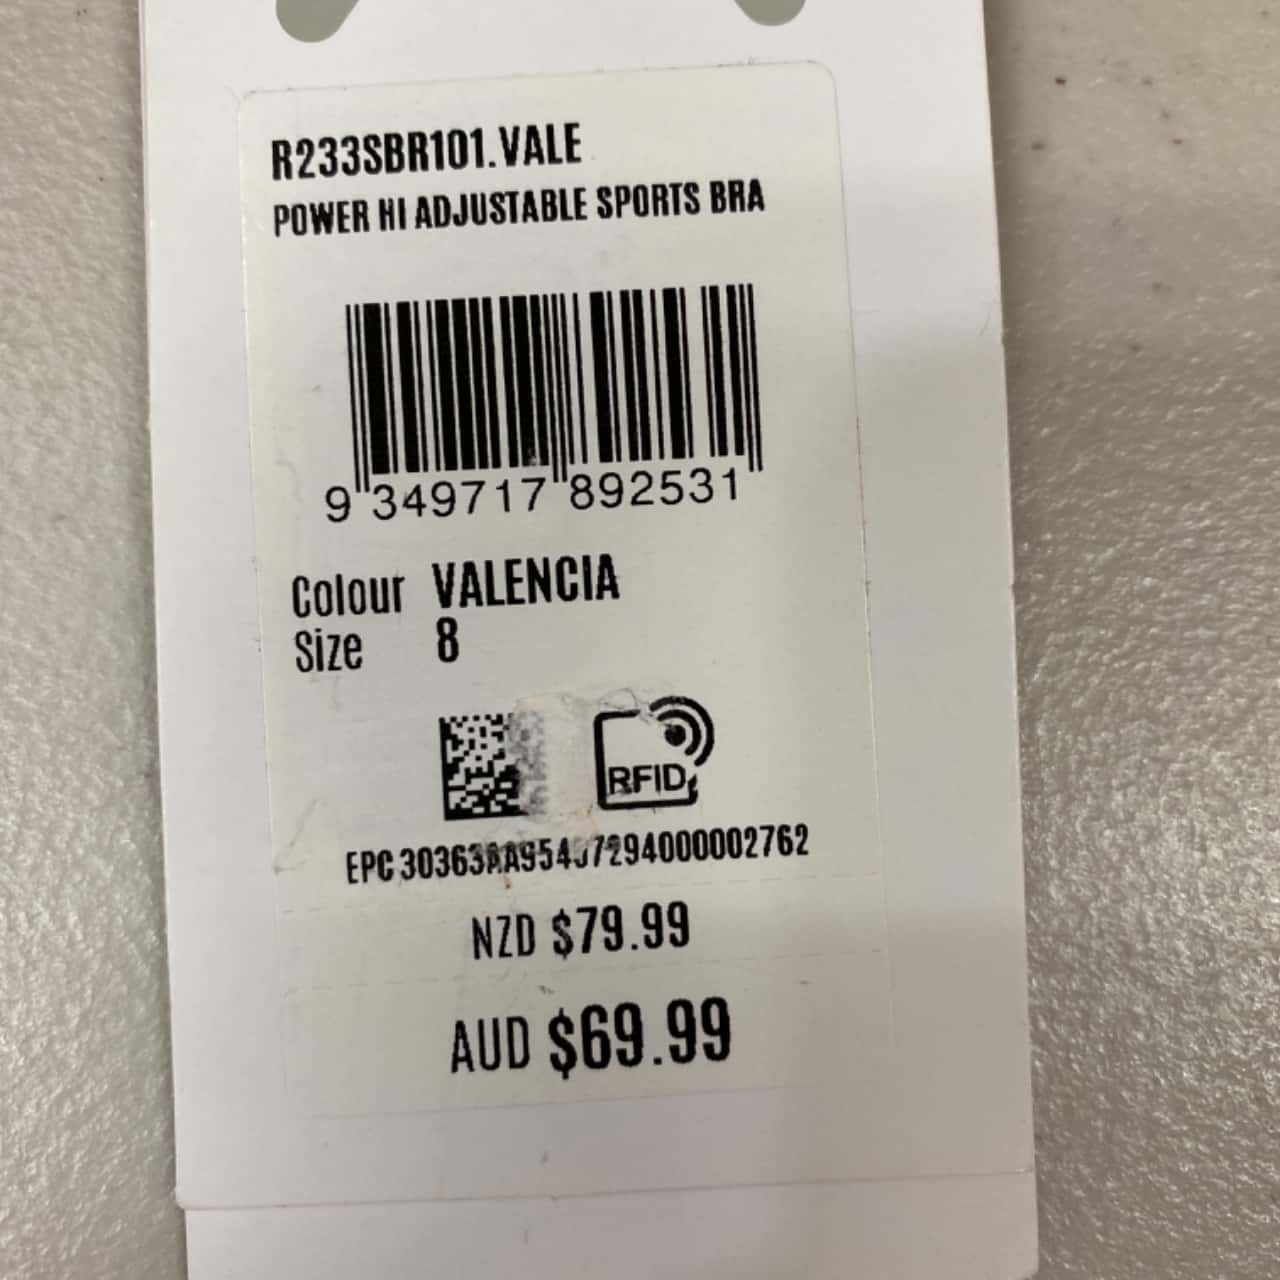 R233SBR101.VALE
POWER HI ADJUSTABLE SPORTS BRA
9 349717 892531
Colour VALENCIA
Size 8
RFID
EPC
NZD $79.99
AUD $69.99